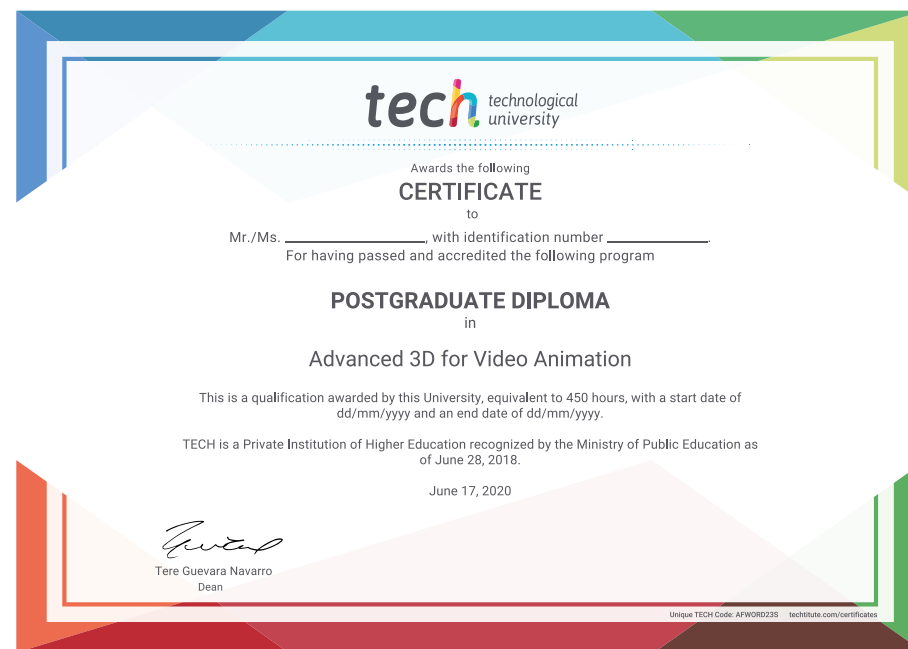 tech technological
university
Awards the following
CERTIFICATE
to
Mr./Ms. ____________________, with identification number ______________.
For having passed and accredited the following program
POSTGRADUATE DIPLOMA
in
Advanced 3D for Video Animation
This is a qualification awarded by this University, equivalent to 450 hours, with a start date of
dd/mm/yyyy and an end date of dd/mm/yyyy.
TECH is a Private Institution of Higher Education recognized by the Ministry of Public Education as
of June 28, 2018.
June 17, 2020
Tere Guevara Navarro
Dean
Unique TECH Code: AFWORD23S techtitute.com/certificates